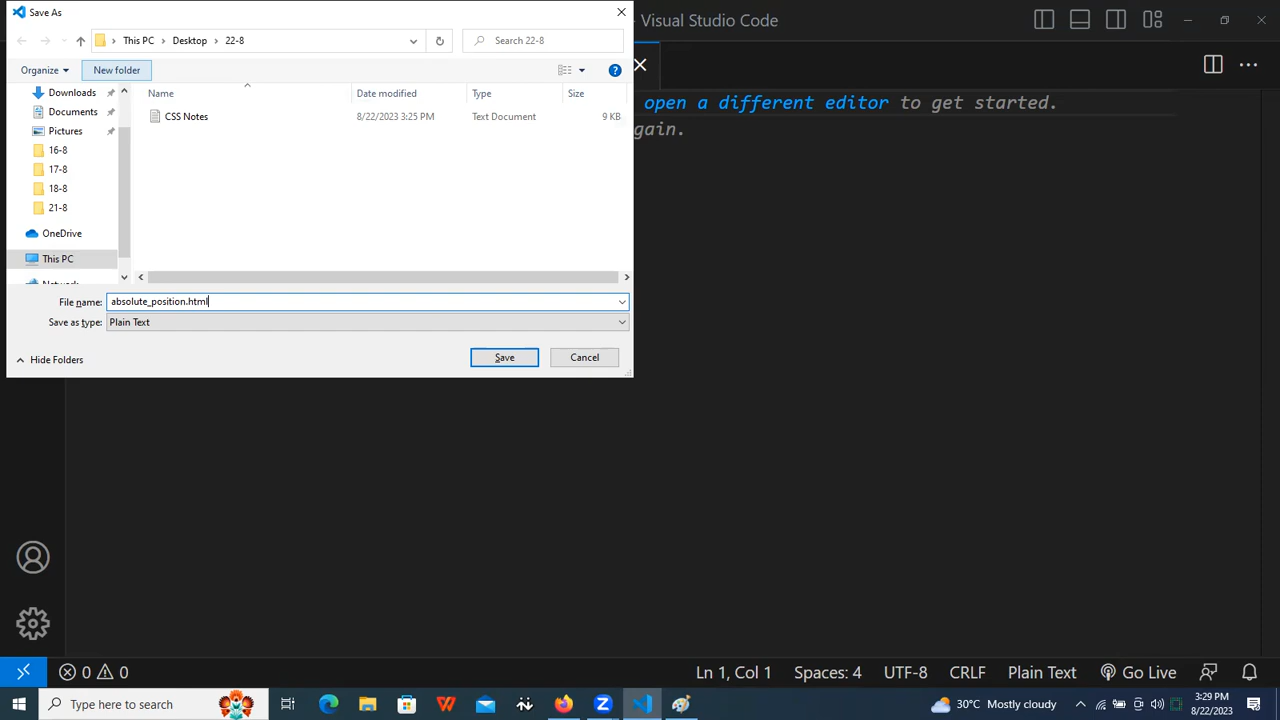 Save As
- Visual Studio Code
This PC > Desktop > 22-8
Search 22-8
Organize
New folder
Name
Date modified
Type
Size
CSS Notes
8/22/2023 3:25 PM
Text Document
9 KB
Downloads
Documents
Pictures
16-8
17-8
18-8
21-8
OneDrive
This PC
File name: absolute_position.html
Save as type: Plain Text
Hide Folders
Save
Cancel
open a different editor to get started.
gain.
0 0
Ln 1, Col 1
Spaces: 4
UTF-8
CRLF
Plain Text
Go Live
Type here to search
30°C Mostly cloudy
3:29 PM
8/22/2023